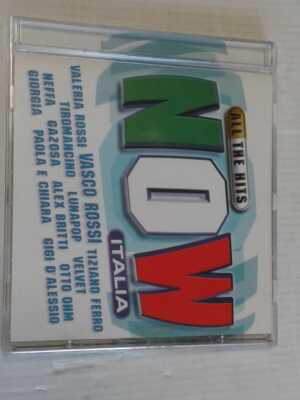 ALL THE HITS
NOW
ITALIA
VALERIA ROSSI VASCO ROSSI TIZIANO FERRO
TIROMANCINO LUNAPOP VELVET
NEFFA GAZOSA ALEX BRITTI OTTO OHM
GIORGIA PAOLA E CHIARA GIGI D'ALESSIO